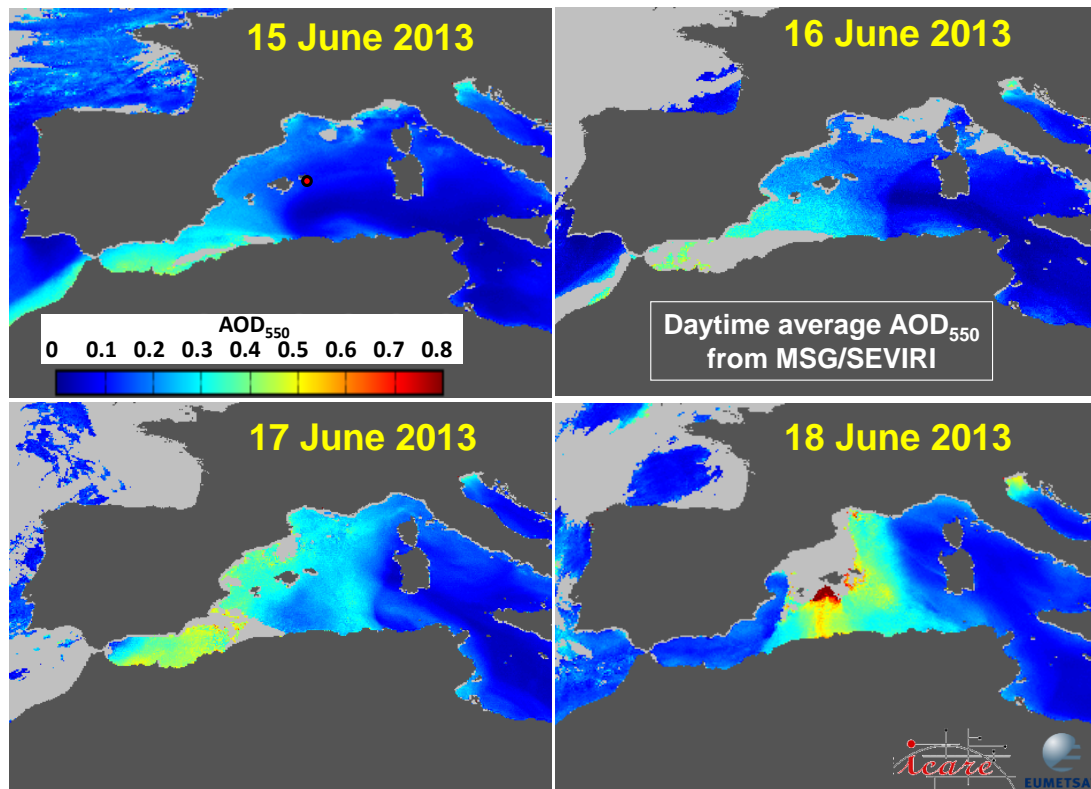 15 June 2013
16 June 2013
AOD₅₅₀
0 0.1 0.2 0.3 0.4 0.5 0.6 0.7 0.8
Daytime average AOD₅₅₀
from MSG/SEVIRI
17 June 2013
18 June 2013
icare
EUMETSA